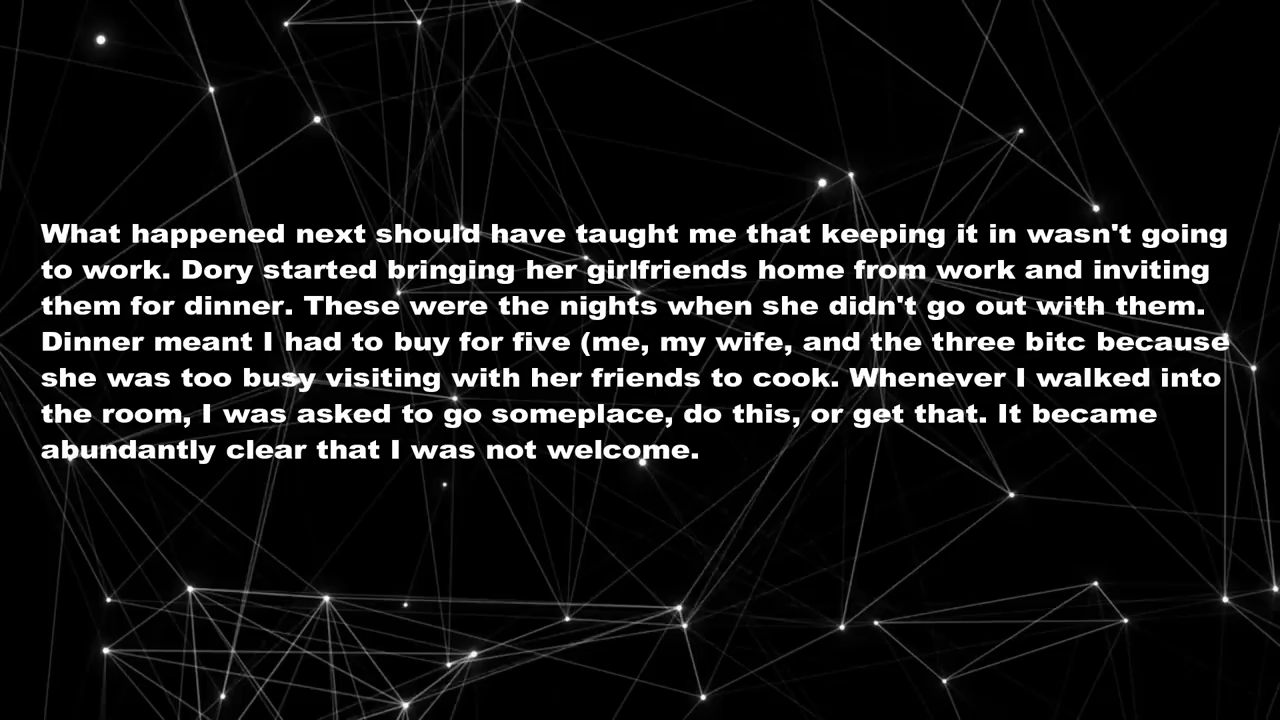 What happened next should have taught me that keeping it in wasn't going
to work. Dory started bringing her girlfriends home from work and inviting
them for dinner. These were the nights when she didn't go out with them.
Dinner meant I had to buy for five (me, my wife, and the three bitc because
she was too busy visiting with her friends to cook. Whenever I walked into
the room, I was asked to go someplace, do this, or get that. It became
abundantly clear that I was not welcome.